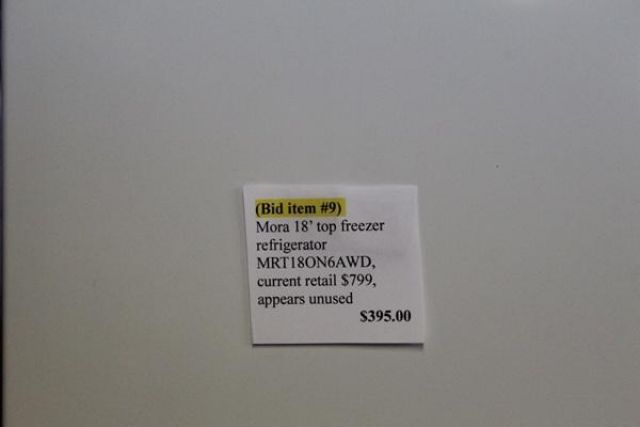 (Bid item #9)
Mora 18’ top freezer
refrigerator
MRT18ON6AWD,
current retail $799,
appears unused
$395.00